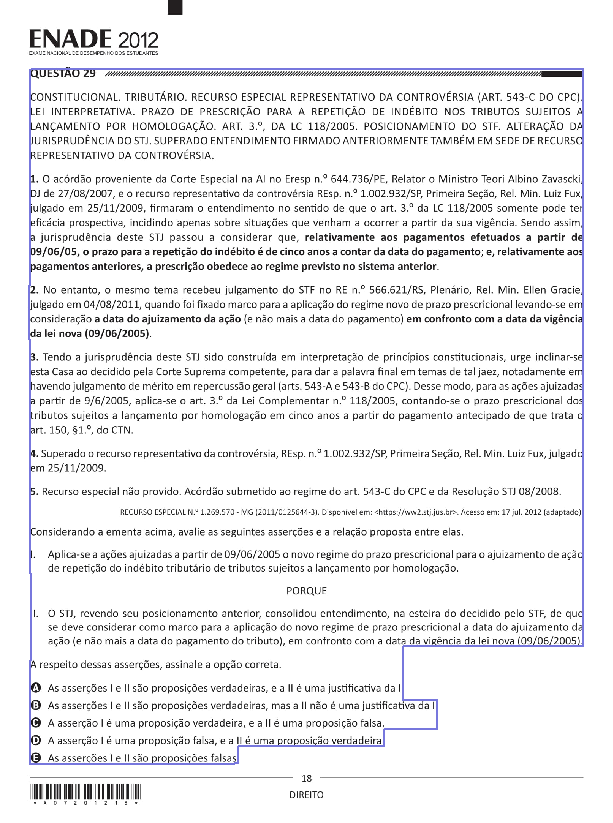 ENADE 2012
EXAME NACIONAL DE DESEMPENHO DOS ESTUDANTES
QUESTÃO 29
CONSTITUCIONAL. TRIBUTÁRIO. RECURSO ESPECIAL REPRESENTATIVO DA CONTROVÉRSIA (ART. 543-C DO CPC).
LEI INTERPRETATIVA. PRAZO DE PRESCRIÇÃO PARA A REPETIÇÃO DE INDÉBITO NOS TRIBUTOS SUJEITOS A
LANÇAMENTO POR HOMOLOGAÇÃO. ART. 3.º, DA LC 118/2005. POSICIONAMENTO DO STF. ALTERAÇÃO DA
JURISPRUDÊNCIA DO STJ. SUPERADO ENTENDIMENTO FIRMADO ANTERIORMENTE TAMBÉM EM SEDE DE RECURSO
REPRESENTATIVO DA CONTROVÉRSIA.
1. O acórdão proveniente da Corte Especial na AI no Eresp n.º 644.736/PE, Relator o Ministro Teori Albino Zavascki,
DJ de 27/08/2007, e o recurso representativo da controvérsia REsp. n.º 1.002.932/SP, Primeira Seção, Rel. Min. Luiz Fux,
julgado em 25/11/2009, firmaram o entendimento no sentido de que o art. 3.º da LC 118/2005 somente pode ter
eficácia prospectiva, incidindo apenas sobre situações que venham a ocorrer a partir da sua vigência. Sendo assim,
a jurisprudência deste STJ passou a considerar que, relativamente aos pagamentos efetuados a partir de
09/06/05, o prazo para a repetição do indébito é de cinco anos a contar da data do pagamento; e, relativamente aos
pagamentos anteriores, a prescrição obedece ao regime previsto no sistema anterior.
2. No entanto, o mesmo tema recebeu julgamento do STF no RE n.º 566.621/RS, Plenário, Rel. Min. Ellen Gracie,
julgado em 04/08/2011, quando foi fixado marco para a aplicação do regime novo de prazo prescricional levando-se em
consideração a data do ajuizamento da ação (e não mais a data do pagamento) em confronto com a data da vigência
da lei nova (09/06/2005).
3. Tendo a jurisprudência deste STJ sido construída em interpretação de princípios constitucionais, urge inclinar-se
esta Casa ao decidido pela Corte Suprema competente, para dar a palavra final em temas de tal jaez, notadamente em
havendo julgamento de mérito em repercussão geral (arts. 543-A e 543-B do CPC). Desse modo, para as ações ajuizadas
a partir de 9/6/2005, aplica-se o art. 3.º da Lei Complementar n.º 118/2005, contando-se o prazo prescricional dos
tributos sujeitos a lançamento por homologação em cinco anos a partir do pagamento antecipado de que trata o
art. 150, §1.º, do CTN.
4. Superado o recurso representativo da controvérsia, REsp. n.º 1.002.932/SP, Primeira Seção, Rel. Min. Luiz Fux, julgado
em 25/11/2009.
5. Recurso especial não provido. Acórdão submetido ao regime do art. 543-C do CPC e da Resolução STJ 08/2008.
RECURSO ESPECIAL N.º 1.269.570 - MG (2011/0125644-3). Disponível em: <https://ww2.stj.jus.br>. Acesso em: 17 jul. 2012 (adaptado)
Considerando a ementa acima, avalie as seguintes asserções e a relação proposta entre elas.
I. Aplica-se a ações ajuizadas a partir de 09/06/2005 o novo regime do prazo prescricional para o ajuizamento de ação
de repetição do indébito tributário de tributos sujeitos a lançamento por homologação.
PORQUE
I. O STJ, revendo seu posicionamento anterior, consolidou entendimento, na esteira do decidido pelo STF, de que
se deve considerar como marco para a aplicação do novo regime de prazo prescricional a data do ajuizamento da
ação (e não mais a data do pagamento do tributo), em confronto com a data da vigência da lei nova (09/06/2005).
A respeito dessas asserções, assinale a opção correta.
A As asserções I e II são proposições verdadeiras, e a II é uma justificativa da I
B As asserções I e II são proposições verdadeiras, mas a II não é uma justificativa da I
C A asserção I é uma proposição verdadeira, e a II é uma proposição falsa.
D A asserção I é uma proposição falsa, e a II é uma proposição verdadeira
E As asserções I e II são proposições falsas
18
DIREITO